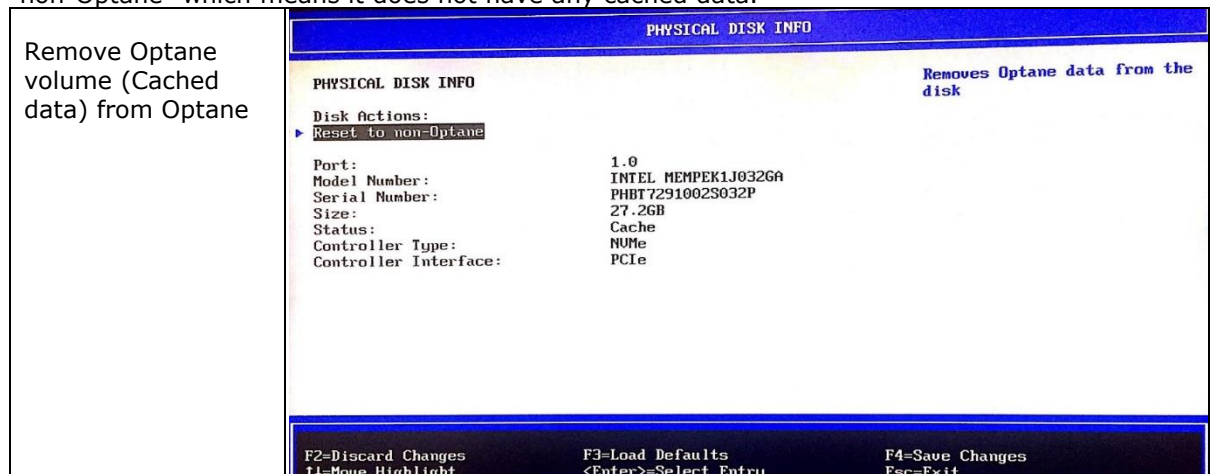 "non-Optane" which means it does not have any cached data.
Remove Optane
volume (Cached
data) from Optane
PHYSICAL DISK INFO
PHYSICAL DISK INFO
Removes Optane data from the
disk
Disk Actions:
Reset to non-Optane
Port: 1.0
Model Number: INTEL MEMPEK1J032GA
Serial Number: PHBT7291002S032P
Size: 27.2GB
Status: Cache
Controller Type: NVMe
Controller Interface: PCIe
F2=Discard Changes F3=Load Defaults F4=Save Changes
↑↓=Move Highlight <Enter>=Select Entry Esc=Exit